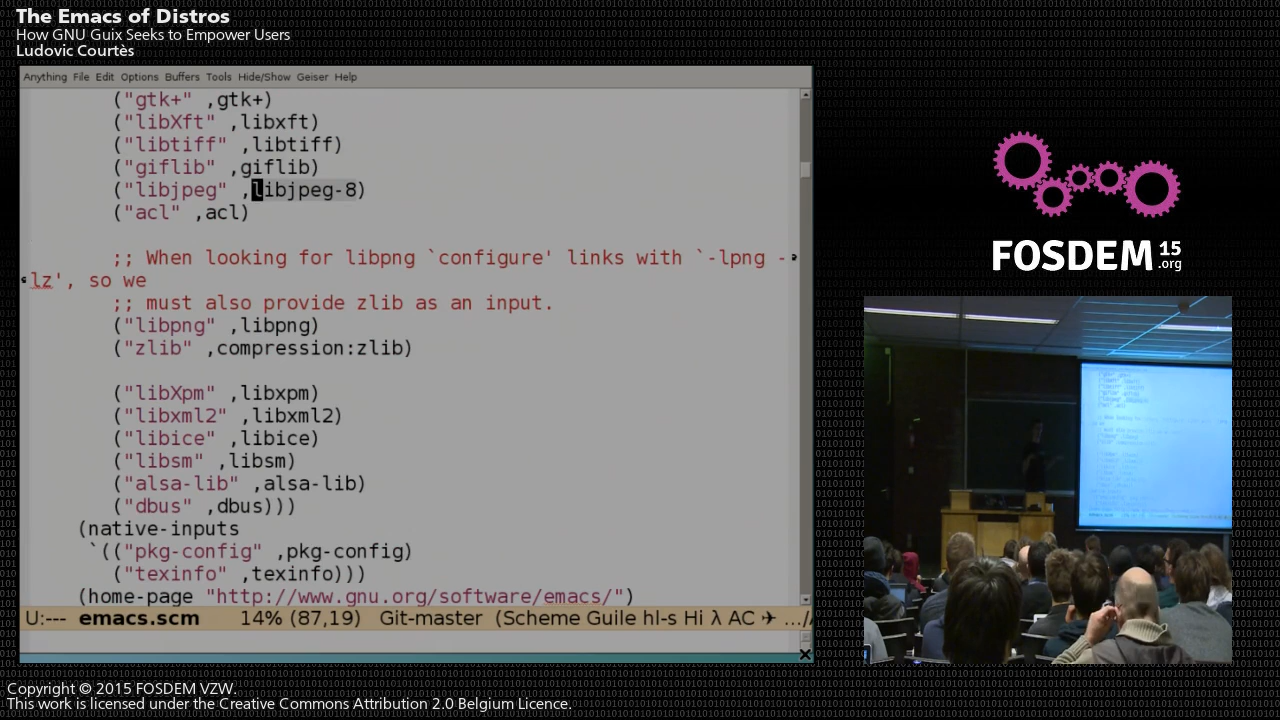 The Emacs of Distros
How GNU Guix Seeks to Empower Users
Ludovic Courtès
Anything File Edit Options Buffers Tools Hide/Show Geiser Help
("gtk+" ,gtk+)
("libXft" ,libxft)
("libtiff" ,libtiff)
("giflib" ,giflib)
("libjpeg" ,libjpeg-8)
("acl" ,acl)
;; When looking for libpng `configure' links with `-lpng -
lz', so we
;; must also provide zlib as an input.
("libpng" ,libpng)
("zlib" ,compression:zlib)
("libXpm" ,libxpm)
("libxml2" ,libxml2)
("libice" ,libice)
("libsm" ,libsm)
("alsa-lib" ,alsa-lib)
("dbus" ,dbus)))
(native-inputs
`(("pkg-config" ,pkg-config)
("texinfo" ,texinfo)))
(home-page "http://www.gnu.org/software/emacs/")
U:--- emacs.scm 14% (87,19) Git-master (Scheme Guile hl-s Hi λ AC ✈ …//
FOSDEM 15
.org
Copyright © 2015 FOSDEM VZW.
This work is licensed under the Creative Commons Attribution 2.0 Belgium Licence.